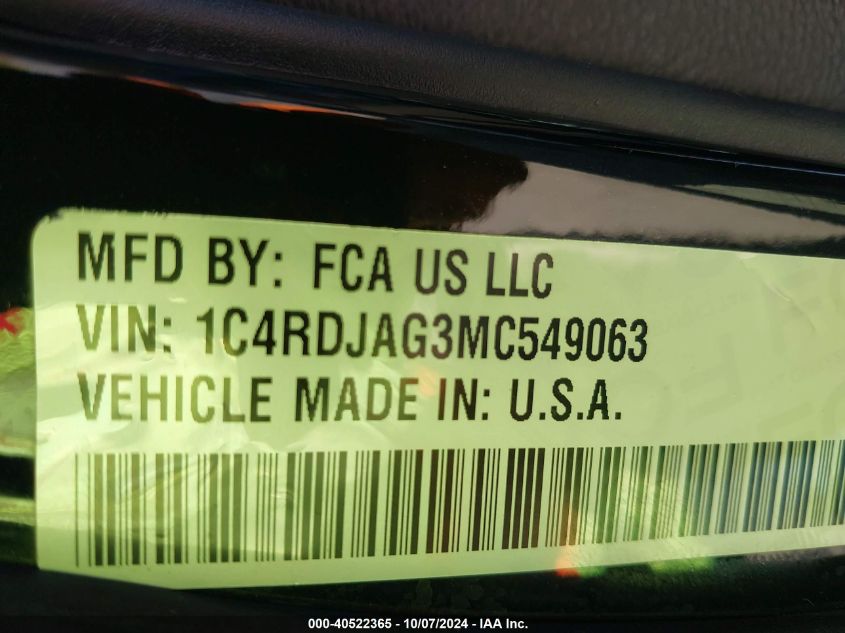 MFD BY: FCA US LLC
VIN: 1C4RDJAG3MC549063
VEHICLE MADE IN: U.S.A.
000-40522365 - 10/07/2024 - IAA Inc.